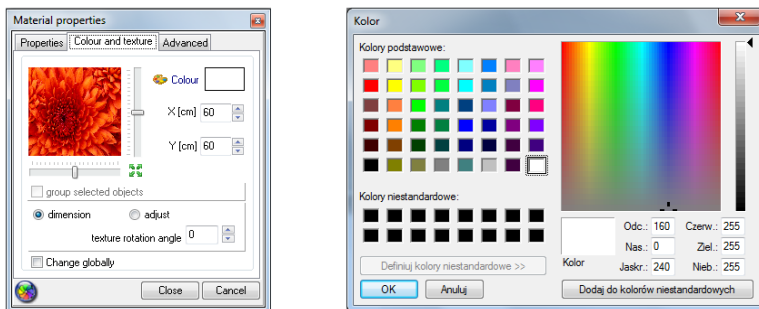 Material properties
Properties Colour and texture Advanced
Colour
X [cm] 60
Y [cm] 60
group selected objects
dimension adjust
texture rotation angle 0
Change globally
Close Cancel
Kolor
Kolory podstawowe:
Kolory niestandardowe:
Definiuj kolory niestandardowe >>
OK Anuluj
Kolor
Odc.: 160 Czerw.: 255
Nas.: 0 Ziel.: 255
Jaskr.: 240 Nieb.: 255
Dodaj do kolorów niestandardowych